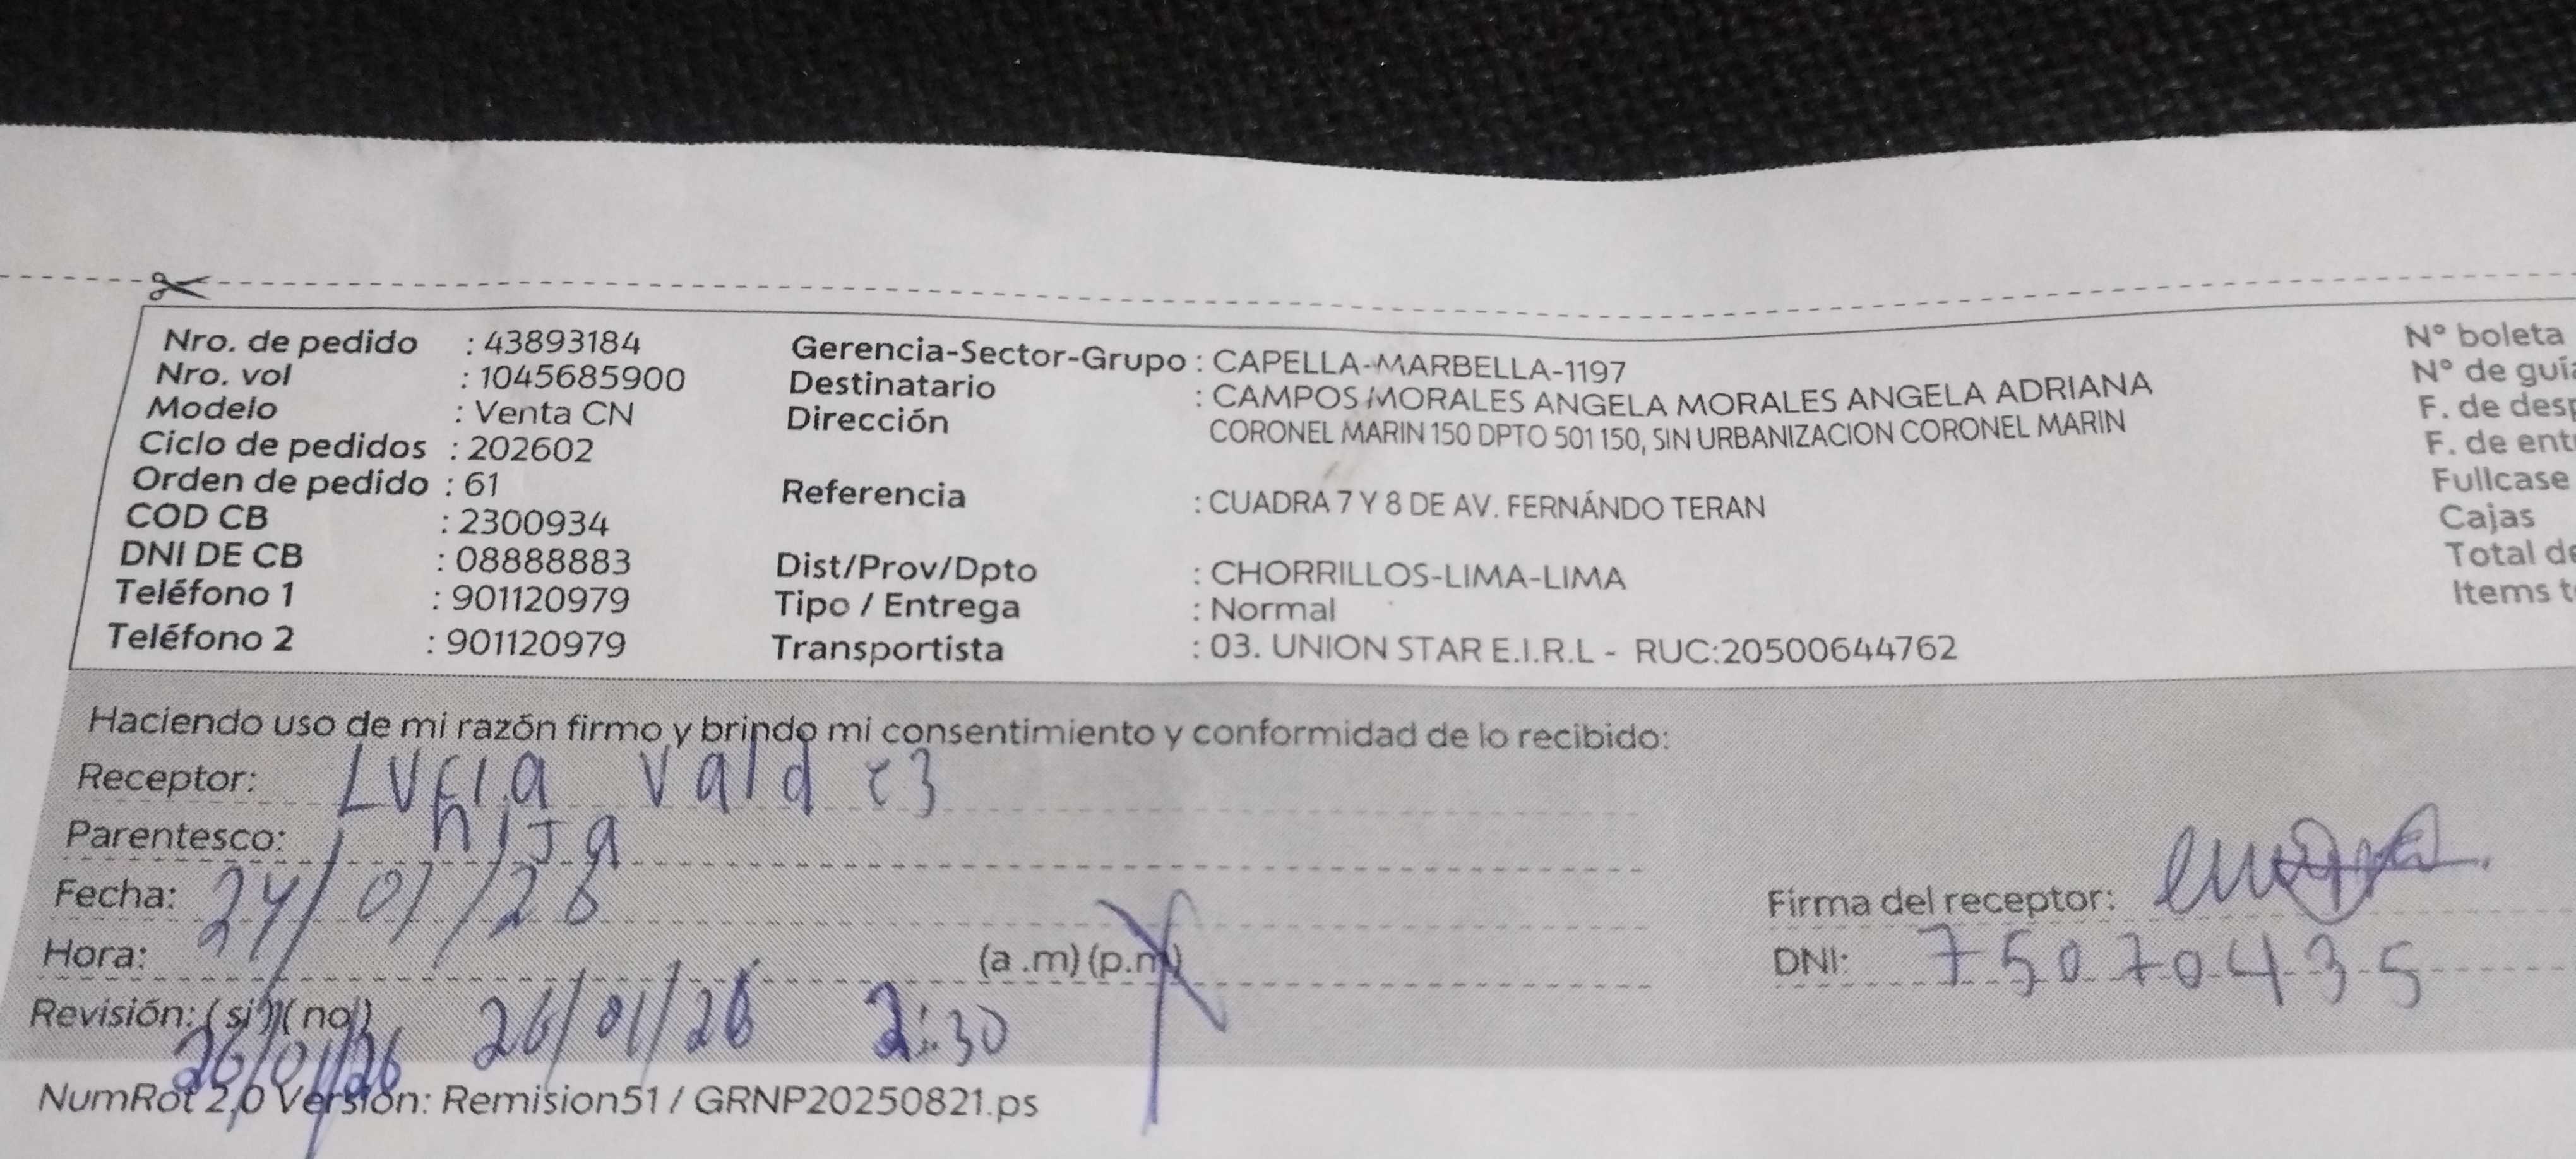 Nro. de pedido : 43893184
Nro. vol : 1045685900
Modelo : Venta CN
Ciclo de pedidos : 202602
Orden de pedido : 61
COD CB : 2300934
DNI DE CB : 08888883
Teléfono 1 : 901120979
Teléfono 2 : 901120979
Gerencia-Sector-Grupo : CAPELLA-MARBELLA-1197
Destinatario : CAMPOS MORALES ANGELA MORALES ANGELA ADRIANA
Dirección CORONEL MARIN 150 DPTO 501 150, SIN URBANIZACION CORONEL MARIN
Referencia : CUADRA 7 Y 8 DE AV. FERNÁNDO TERAN
Dist/Prov/Dpto : CHORRILLOS-LIMA-LIMA
Tipo / Entrega : Normal
Transportista : 03. UNION STAR E.I.R.L - RUC:20500644762
N° boleta
N° de guía
F. de desp
F. de ent
Fullcase
Cajas
Total de
Items t
Haciendo uso de mi razón firmo y brindo mi consentimiento y conformidad de lo recibido:
Receptor: Lucia Valdez
Parentesco: hija
Fecha: 24/01/26
Hora: (a .m) (p.m)
Revisión: (si) (no) 26/01/26 2:30
26/01/26
Firma del receptor:
DNI: 75070435
NumRot 2,0 Versión: Remision51 / GRNP20250821.ps